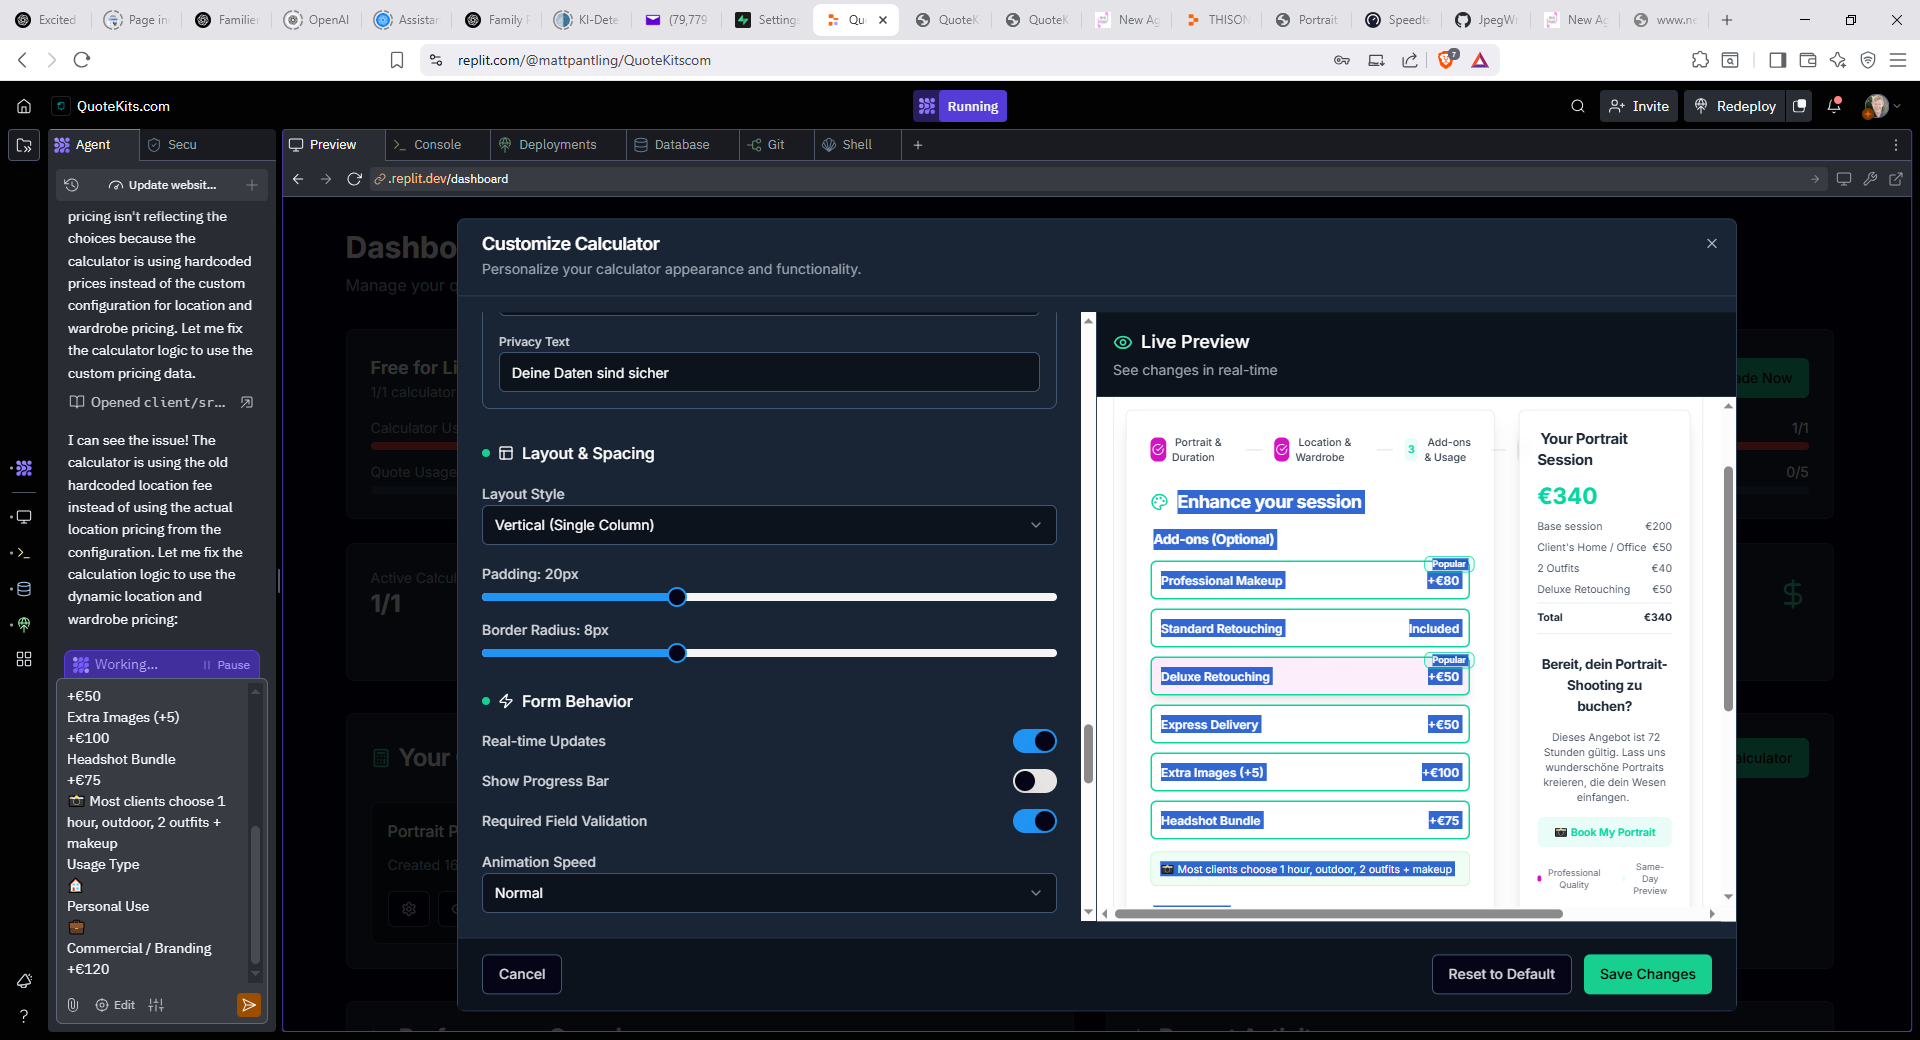 Excited
Page in
Familie
OpenAI
Assistar
Family F
KI-Dete
(79,779
Settings
Qu
QuoteK
QuoteK
New Ag
THISON
Portrait
Speedte
JpegWr
New Ag
www.ne
replit.com/@mattpantling/QuoteKitscom
7
QuoteKits.com
Running
Invite
Redeploy
Agent
Secu
Preview
Console
Deployments
Database
Git
Shell
Update websit...
.replit.dev/dashboard
pricing isn't reflecting the
choices because the
calculator is using hardcoded
prices instead of the custom
configuration for location and
wardrobe pricing. Let me fix
the calculator logic to use the
custom pricing data.
Opened client/sr...
I can see the issue! The
calculator is using the old
hardcoded location fee
instead of using the actual
location pricing from the
configuration. Let me fix the
calculation logic to use the
dynamic location and
wardrobe pricing:
Working...
Pause
+€50
Extra Images (+5)
+€100
Headshot Bundle
+€75
📸 Most clients choose 1
hour, outdoor, 2 outfits +
makeup
Usage Type
🏠
Personal Use
💼
Commercial / Branding
+€120
Edit
Dashbo
Manage your q
Free for Li
1/1 calculator
Calculator Us
Quote Usage
Active Calcul
1/1
Your
Portrait P
Created 16
ade Now
1/1
0/5
$
alculator
Customize Calculator
Personalize your calculator appearance and functionality.
Privacy Text
Deine Daten sind sicher
Layout & Spacing
Layout Style
Vertical (Single Column)
Padding: 20px
Border Radius: 8px
Form Behavior
Real-time Updates
Show Progress Bar
Required Field Validation
Animation Speed
Normal
Cancel
Reset to Default
Save Changes
Live Preview
See changes in real-time
Portrait &
Duration
Location &
Wardrobe
3
Add-ons
& Usage
Enhance your session
Add-ons (Optional)
Popular
Professional Makeup
+€80
Standard Retouching
Included
Popular
Deluxe Retouching
+€50
Express Delivery
+€50
Extra Images (+5)
+€100
Headshot Bundle
+€75
📸 Most clients choose 1 hour, outdoor, 2 outfits + makeup
Your Portrait
Session
€340
Base session €200
Client's Home / Office €50
2 Outfits €40
Deluxe Retouching €50
Total €340
Bereit, dein Portrait-
Shooting zu
buchen?
Dieses Angebot ist 72
Stunden gültig. Lass uns
wunderschöne Portraits
kreieren, die dein Wesen
einfangen.
📸 Book My Portrait
Professional
Quality
Same-
Day
Preview